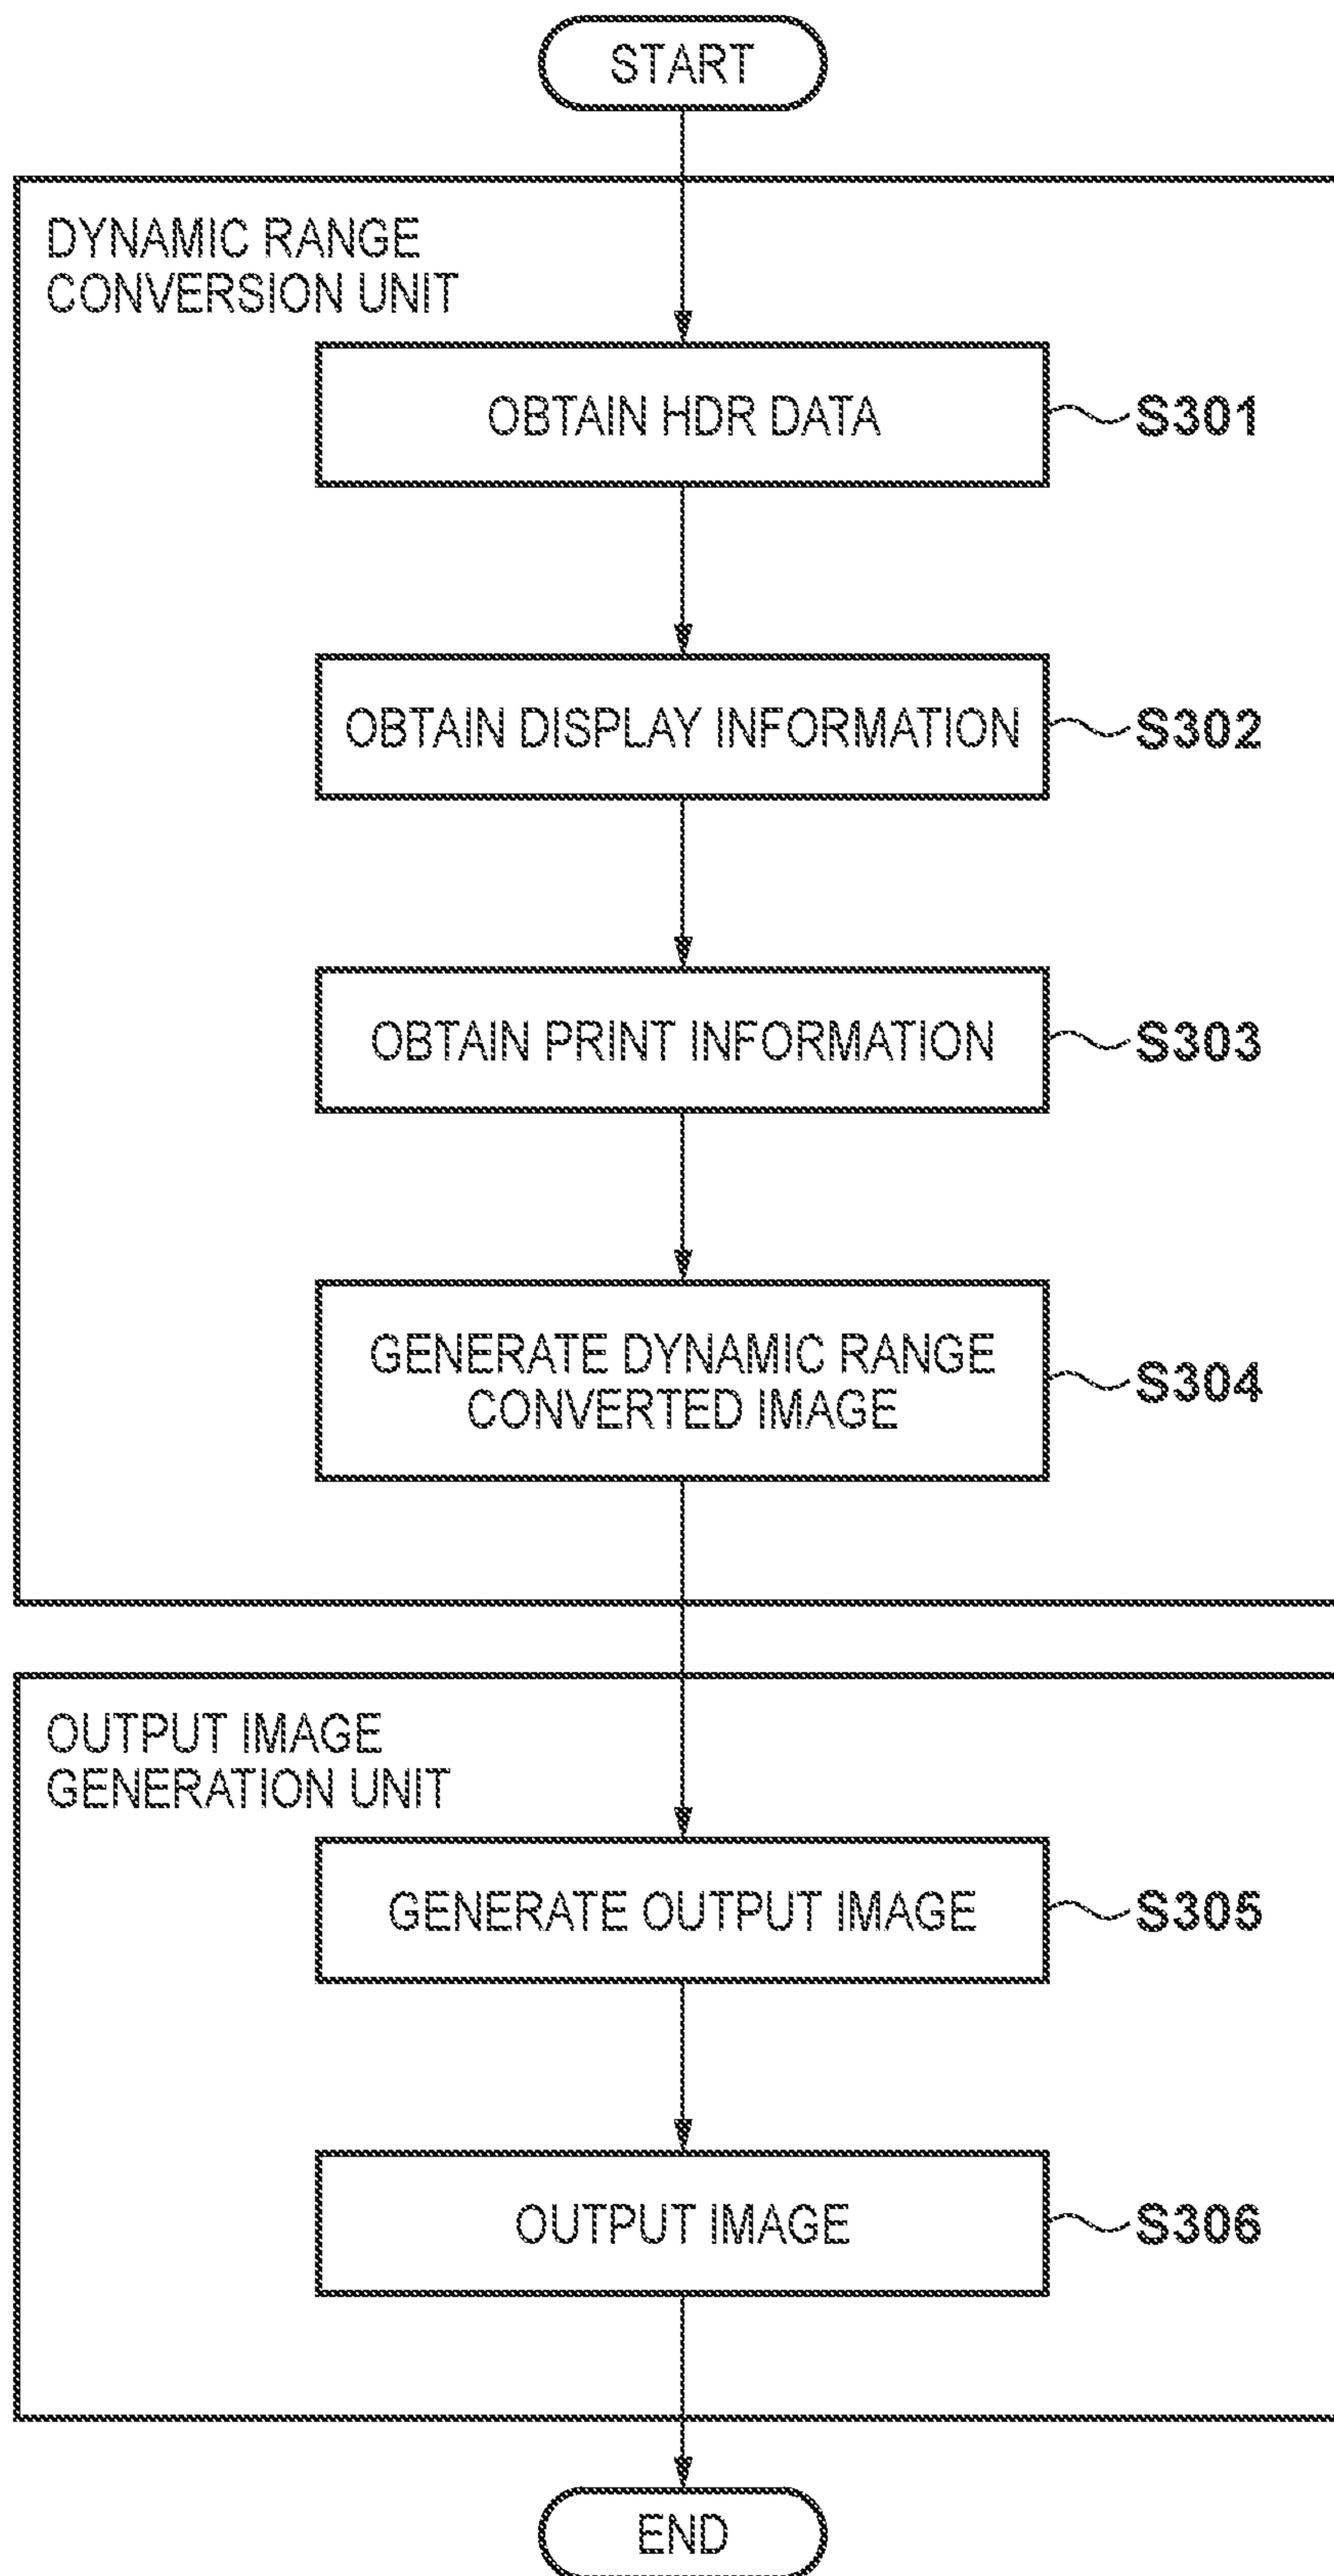 START
DYNAMIC RANGE
CONVERSION UNIT
OBTAIN HDR DATA
S301
OBTAIN DISPLAY INFORMATION
S302
OBTAIN PRINT INFORMATION
S303
GENERATE DYNAMIC RANGE
CONVERTED IMAGE
S304
OUTPUT IMAGE
GENERATION UNIT
GENERATE OUTPUT IMAGE
S305
OUTPUT IMAGE
S306
END